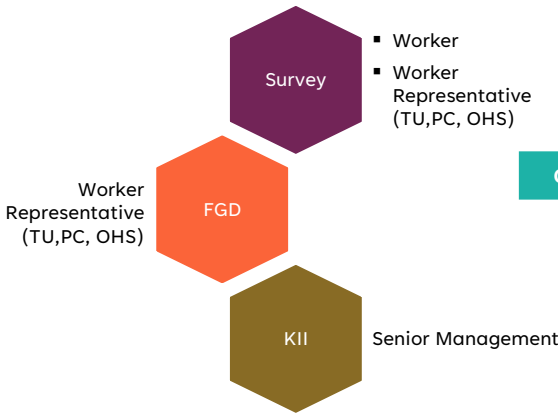 Survey
▪ Worker
▪ Worker
Representative
(TU,PC, OHS)
Worker
Representative
(TU,PC, OHS)
FGD
KII
Senior Management